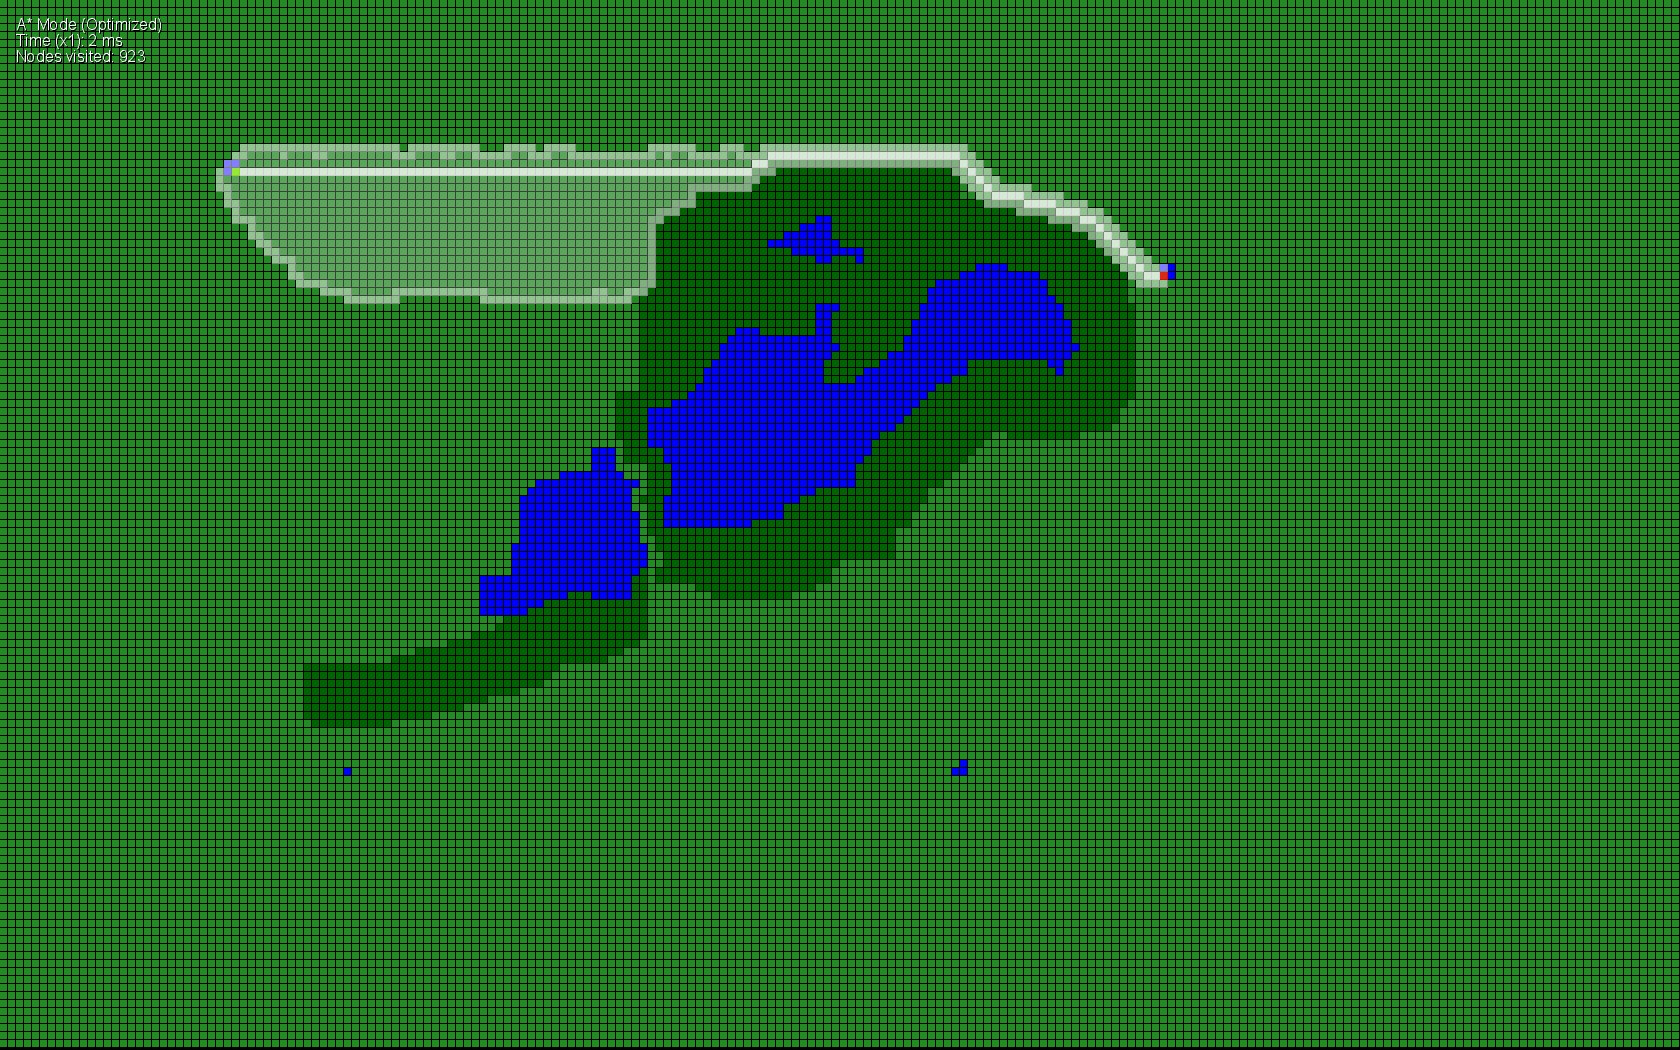 A* Mode (Optimized)
Time (x1): 2 ms
Nodes visited: 923